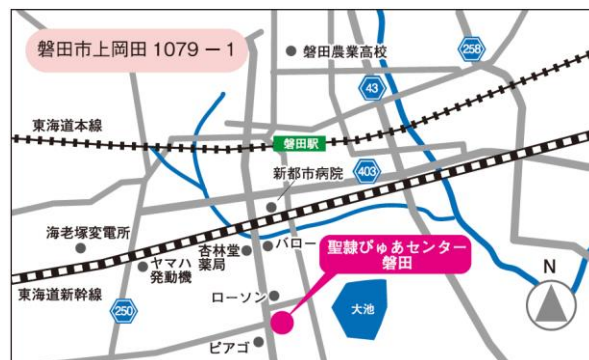 磐田市上岡田 1079 − 1
磐田農業高校
258
43
東海道本線
磐田駅
新都市病院
403
海老塚変電所
ヤマハ
発動機
杏林堂
薬局
バロー
聖隷ぴゅあセンター
磐田
N
東海道新幹線
250
ローソン
大池
ピアゴ